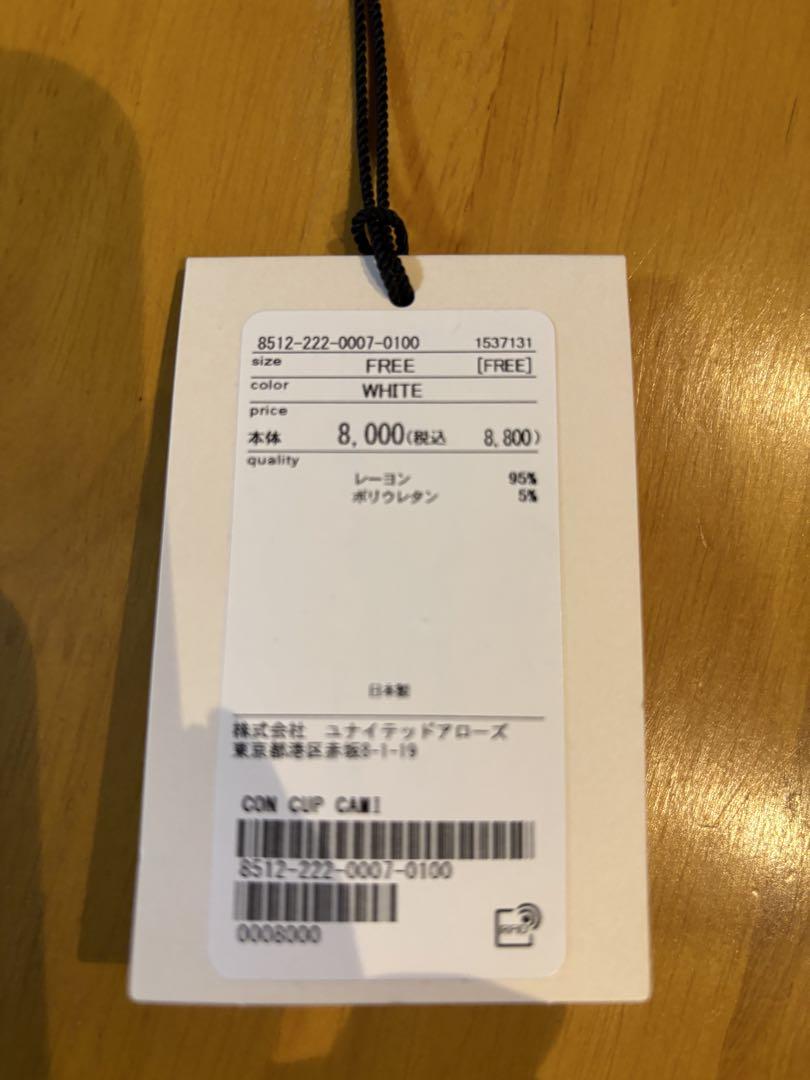 8512-222-0007-0100 1537131
size FREE [FREE]
color WHITE
price
本体 8,000(税込 8,800)
quality
レーヨン 95%
ポリウレタン 5%
日本製
株式会社 ユナイテッドアローズ
東京都港区赤坂8-1-19
CON CUP CAMI
8512-222-0007-0100
0008000
RFID